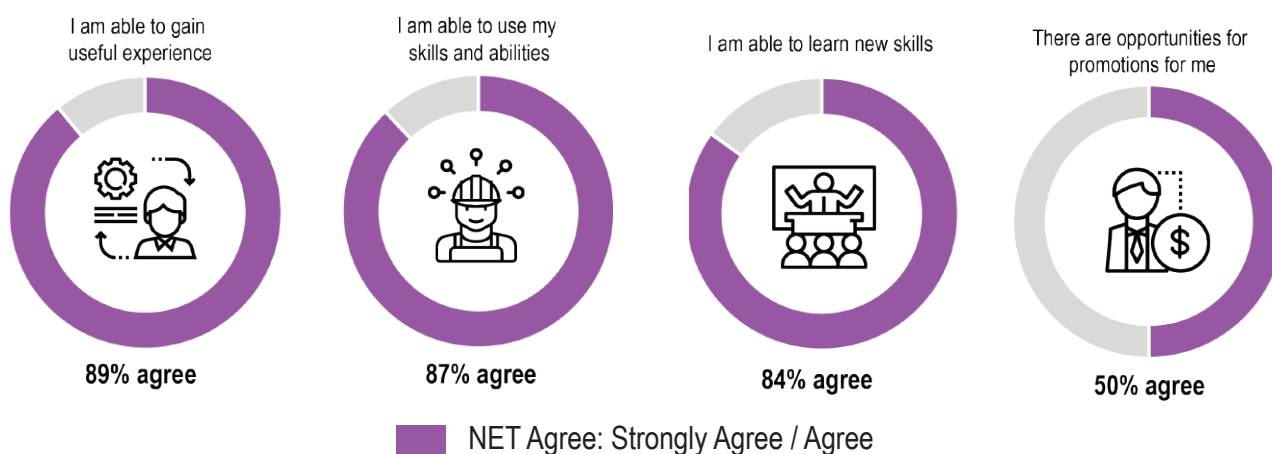 I am able to gain
useful experience
89% agree
I am able to use my
skills and abilities
87% agree
I am able to learn new skills
84% agree
There are opportunities for
promotions for me
$
50% agree
NET Agree: Strongly Agree / Agree